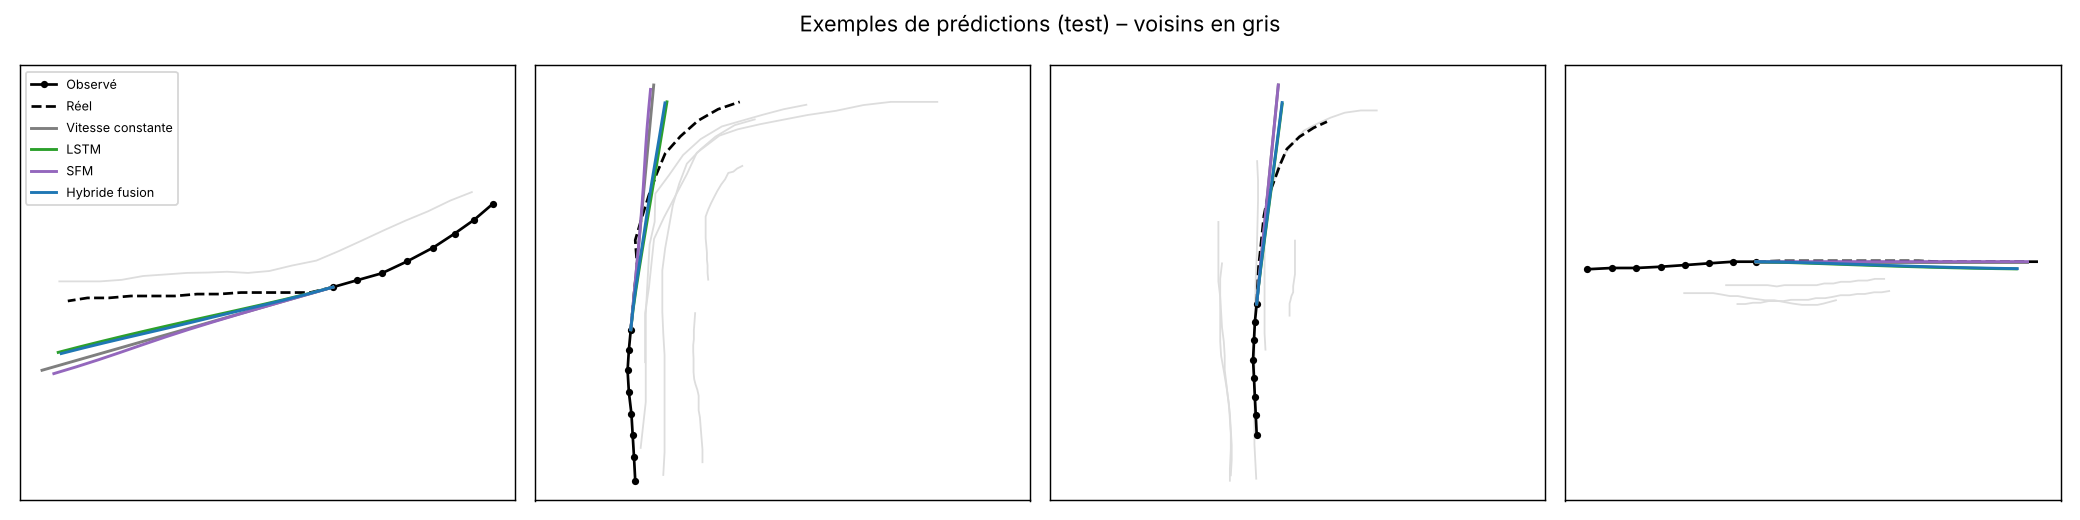 Exemples de prédictions (test) – voisins en gris
Observé
Réel
Vitesse constante
LSTM
SFM
Hybride fusion